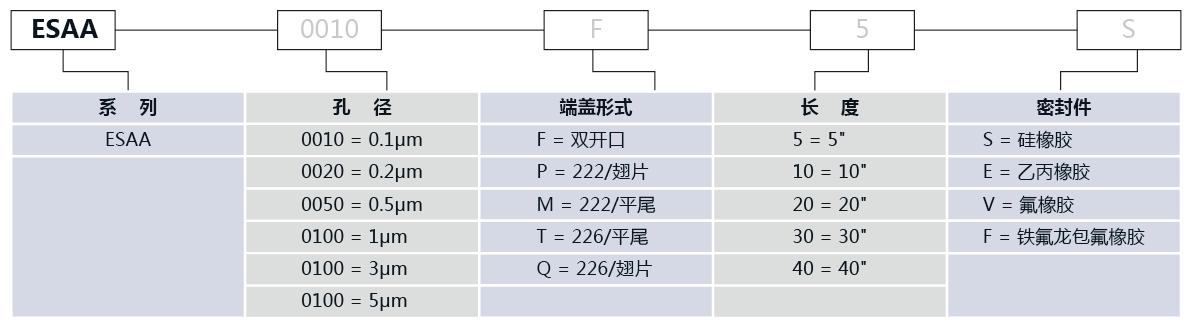 ESAA 0010 F 5 S
系 列 孔 径 端盖形式 长 度 密封件
ESAA 0010 = 0.1μm F = 双开口 5 = 5" S = 硅橡胶
0020 = 0.2μm P = 222/翅片 10 = 10" E = 乙丙橡胶
0050 = 0.5μm M = 222/平尾 20 = 20" V = 氟橡胶
0100 = 1μm T = 226/平尾 30 = 30" F = 铁氟龙包氟橡胶
0100 = 3μm Q = 226/翅片 40 = 40"
0100 = 5μm